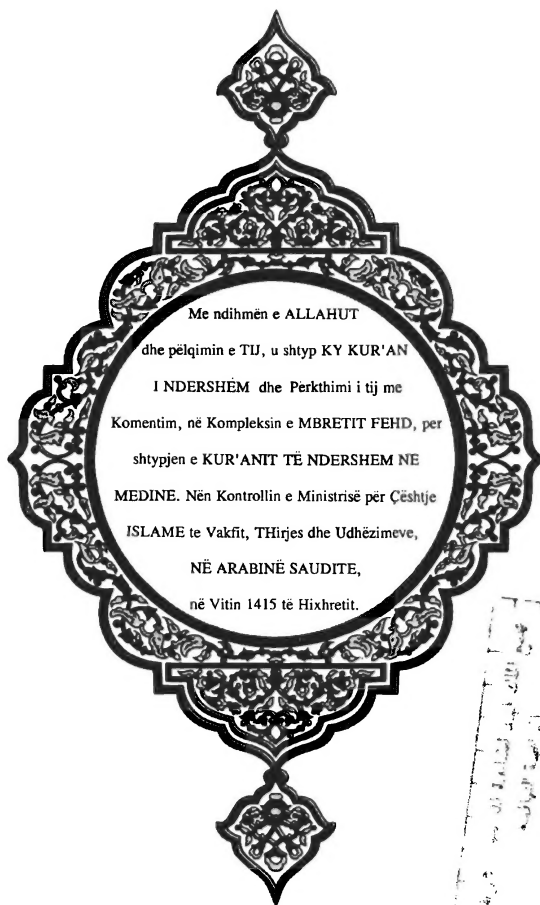 Me ndihmën e ALLAHUT
dhe pëlqimin e TIJ, u shtyp KY KUR'AN
I NDERSHËM dhe Perkthimi i tij me
Komentim, në Kompleksin e MBRETIT FEHD, per
shtypjen e KUR'ANIT TË NDERSHEM NE
MEDINE. Nën Kontrollin e Ministrisë për Çështje
ISLAME te Vakfit, THirjes dhe Udhëzimeve,
NË ARABINË SAUDITE,
në Vitin 1415 të Hixhretit.